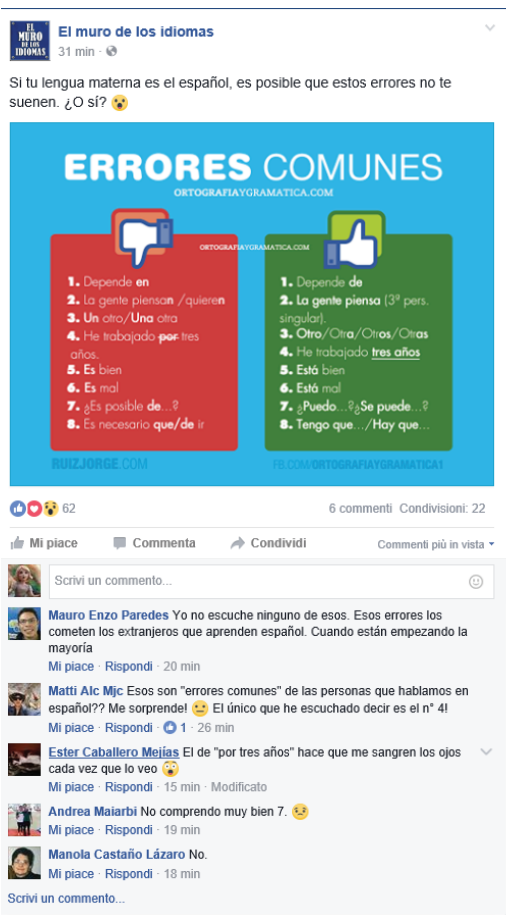 EL MURO DE LOS IDIOMAS
El muro de los idiomas
31 min ·
Si tu lengua materna es el español, es posible que estos errores no te
suenen. ¿O sí? 😮
ERRORES COMUNES
ORTOGRAFIAYGRAMATICA.COM
ORTOGRAFIAYGRAMATICA.COM
1. Depende en
2. La gente piensan /quieren
3. Un otro/Una otra
4. He trabajado por tres
años.
5. Es bien
6. Es mal
7. ¿Es posible de...?
8. Es necesario que/de ir
1. Depende de
2. La gente piensa (3ª pers.
singular).
3. Otro/Otra/Otros/Otras
4. He trabajado tres años
5. Está bien
6. Está mal
7. ¿Puedo...?¿Se puede...?
8. Tengo que.../Hay que...
RUIZJORGE.COM
FB.COM/ORTOGRAFIAYGRAMATICA1
62
6 commenti Condivisioni: 22
Mi piace Commenta Condividi Commenti più in vista
Scrivi un commento...
Mauro Enzo Paredes Yo no escuche ninguno de esos. Esos errores los
cometen los extranjeros que aprenden español. Cuando están empezando la
mayoría
Mi piace · Rispondi · 20 min
Matti Alc Mjc Esos son "errores comunes" de las personas que hablamos en
español?? Me sorprende! 😐 El único que he escuchado decir es el n° 4!
Mi piace · Rispondi · 1 · 26 min
Ester Caballero Mejías El de "por tres años" hace que me sangren los ojos
cada vez que lo veo 😲
Mi piace · Rispondi · 15 min · Modificato
Andrea Maiarbi No comprendo muy bien 7. 😟
Mi piace · Rispondi · 19 min
Manola Castaño Lázaro No.
Mi piace · Rispondi · 18 min
Scrivi un commento...